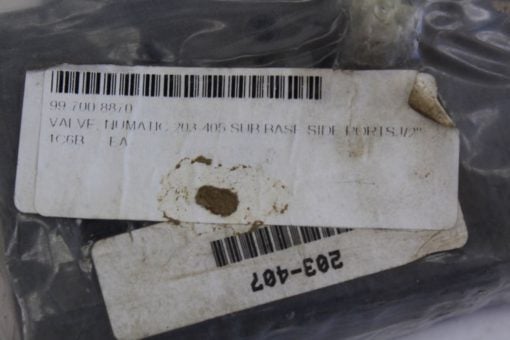 99 700 8870
VALVE, NUMATIC 203 405 SUB BASE SIDE PORTS 1/2"
1C6B EA
203-407